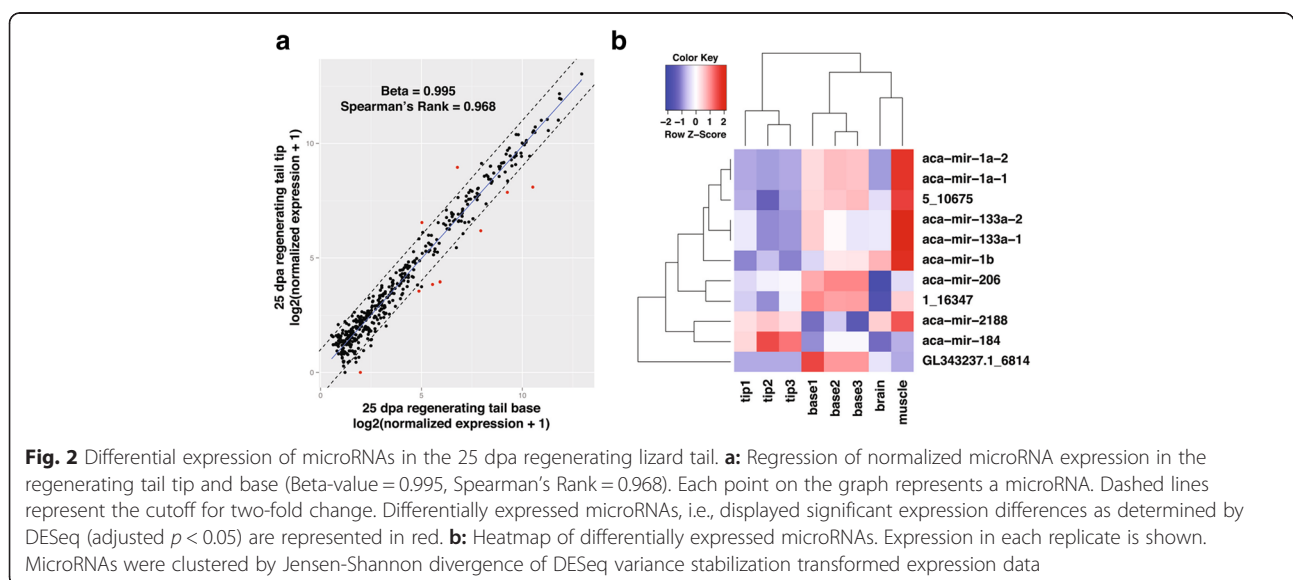 a
Beta = 0.995
Spearman's Rank = 0.968
25 dpa regenerating tail tip
log2(normalized expression + 1)
10
5
0
0
5
10
25 dpa regenerating tail base
log2(normalized expression + 1)
b
Color Key
−2 −1 0 1 2
Row Z-Score
aca-mir-1a-2
aca-mir-1a-1
5_10675
aca-mir-133a-2
aca-mir-133a-1
aca-mir-1b
aca-mir-206
1_16347
aca-mir-2188
aca-mir-184
GL343237.1_6814
tip1
tip2
tip3
base1
base2
base3
brain
muscle
Fig. 2 Differential expression of microRNAs in the 25 dpa regenerating lizard tail. a: Regression of normalized microRNA expression in the
regenerating tail tip and base (Beta-value = 0.995, Spearman's Rank = 0.968). Each point on the graph represents a microRNA. Dashed lines
represent the cutoff for two-fold change. Differentially expressed microRNAs, i.e., displayed significant expression differences as determined by
DESeq (adjusted p < 0.05) are represented in red. b: Heatmap of differentially expressed microRNAs. Expression in each replicate is shown.
MicroRNAs were clustered by Jensen-Shannon divergence of DESeq variance stabilization transformed expression data